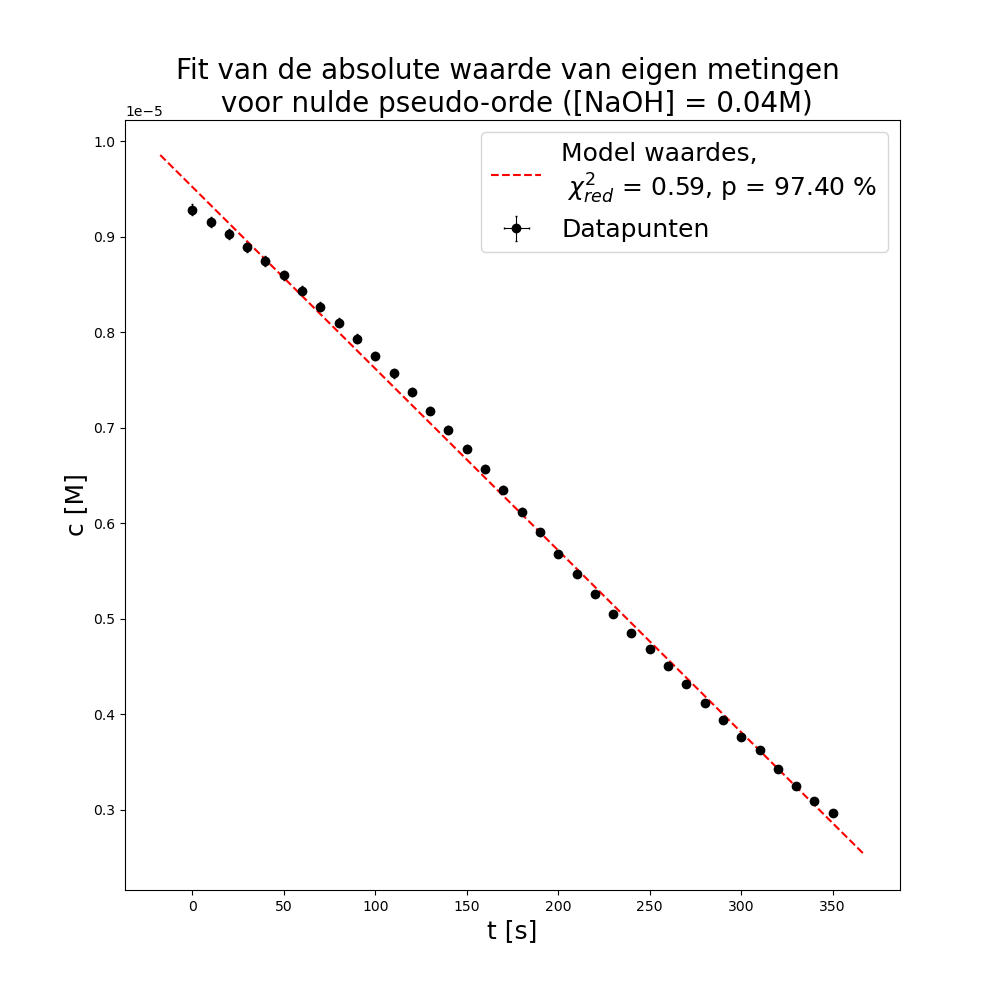 Fit van de absolute waarde van eigen metingen
voor nulde pseudo-orde ([NaOH] = 0.04M)
1e−5
1.0
0.9
0.8
0.7
0.6
0.5
0.4
0.3
c [M]
Model waardes,
χ²red = 0.59, p = 97.40 %
Datapunten
0 50 100 150 200 250 300 350
t [s]